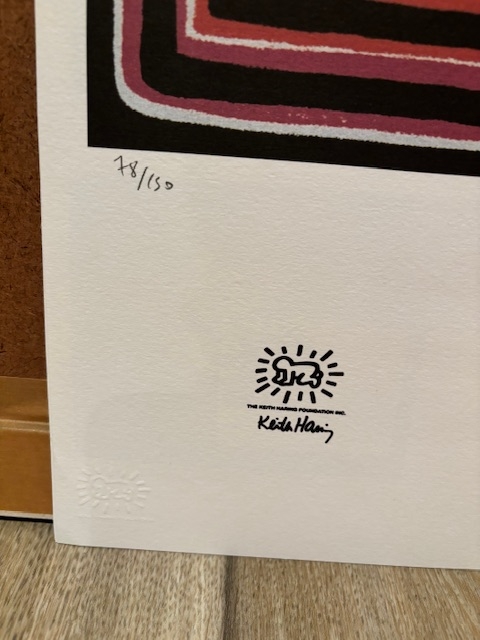 78/150
THE KEITH HARING FOUNDATION INC.
Keith Haring